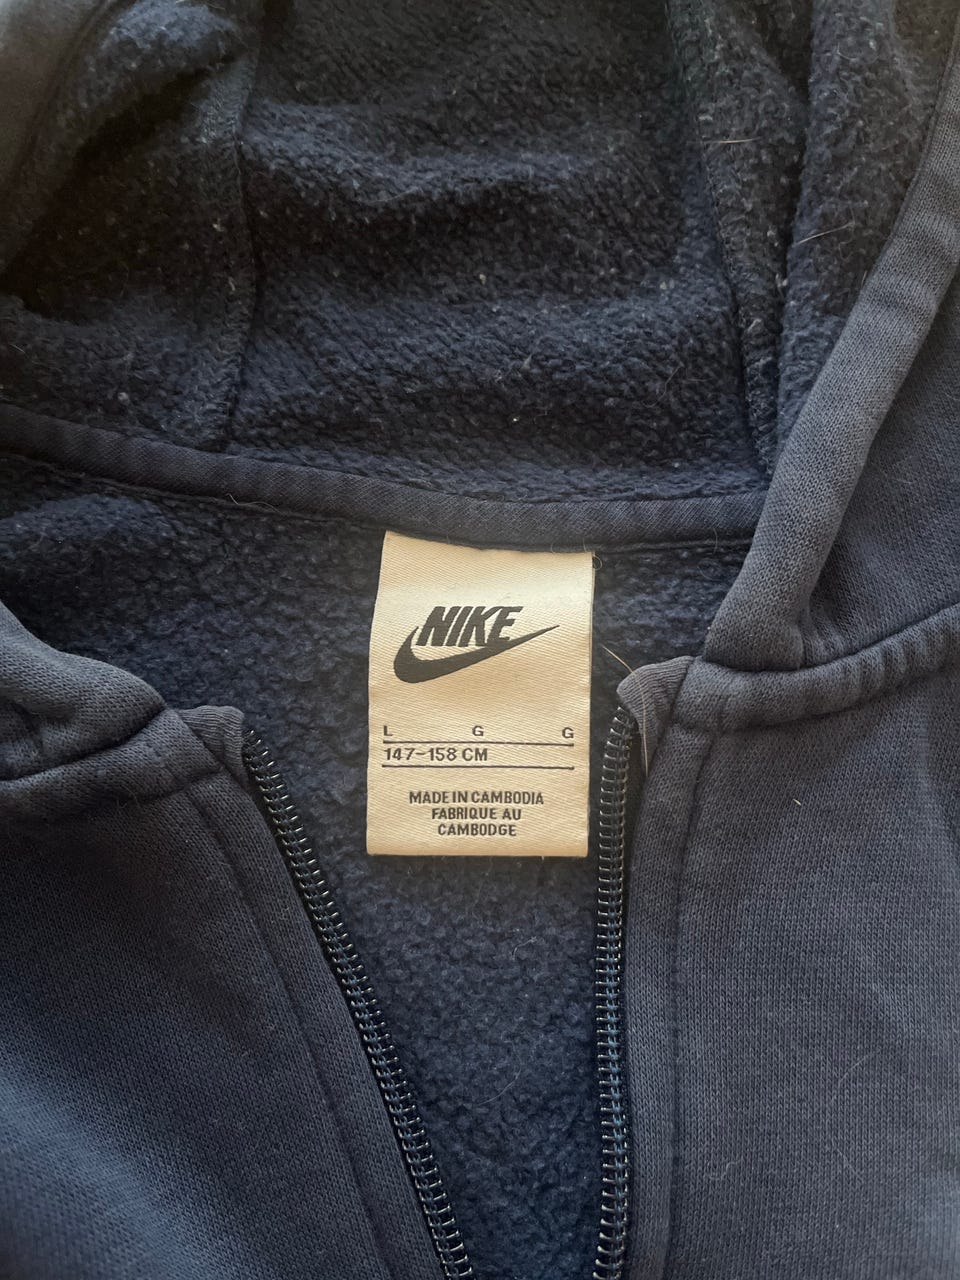 NIKE
L G G
147-158 CM
MADE IN CAMBODIA
FABRIQUE AU
CAMBODGE